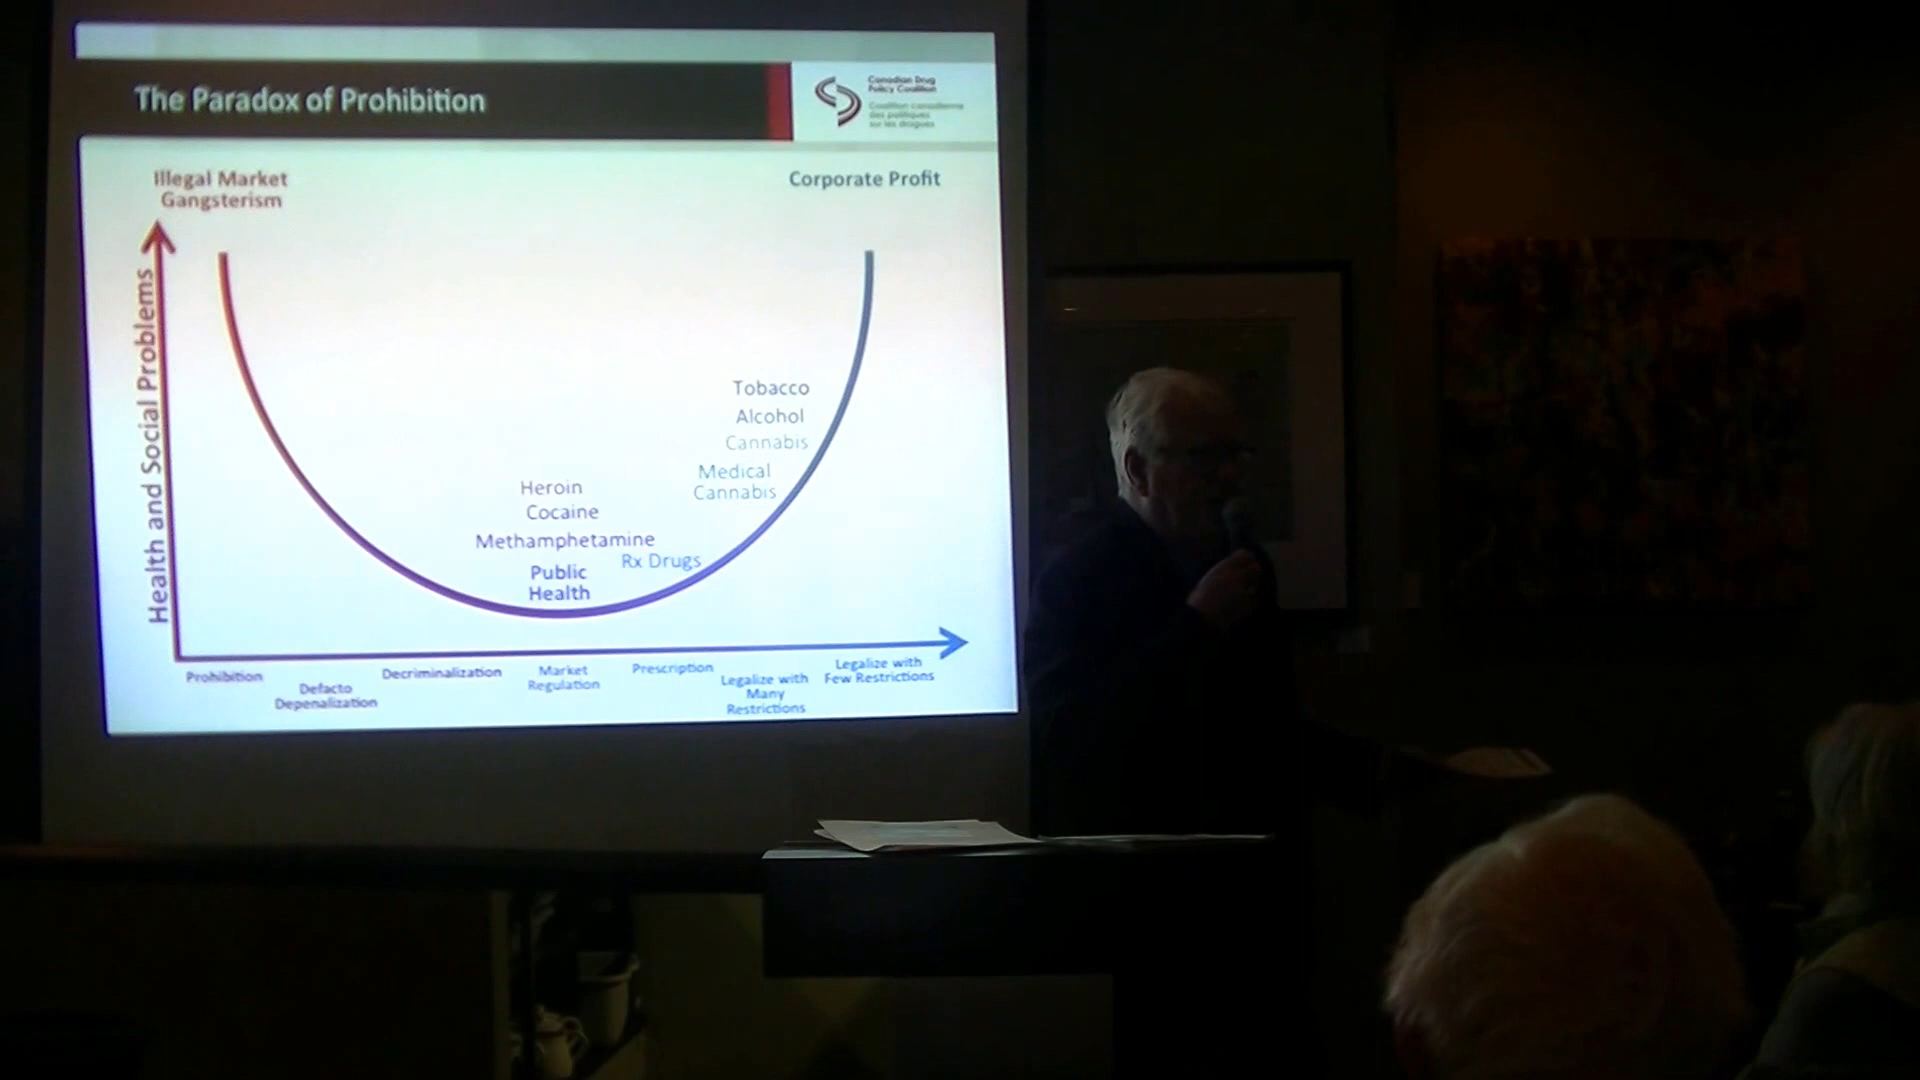 The Paradox of Prohibition
Canadian Drug
Policy Coalition
Coalition canadienne
des politiques
sur les drogues
Illegal Market
Gangsterism
Corporate Profit
Health and Social Problems
Tobacco
Alcohol
Cannabis
Medical
Cannabis
Heroin
Cocaine
Methamphetamine
Rx Drugs
Public
Health
Prohibition
Defacto
Depenalization
Decriminalization
Market
Regulation
Prescription
Legalize with
Many
Restrictions
Legalize with
Few Restrictions